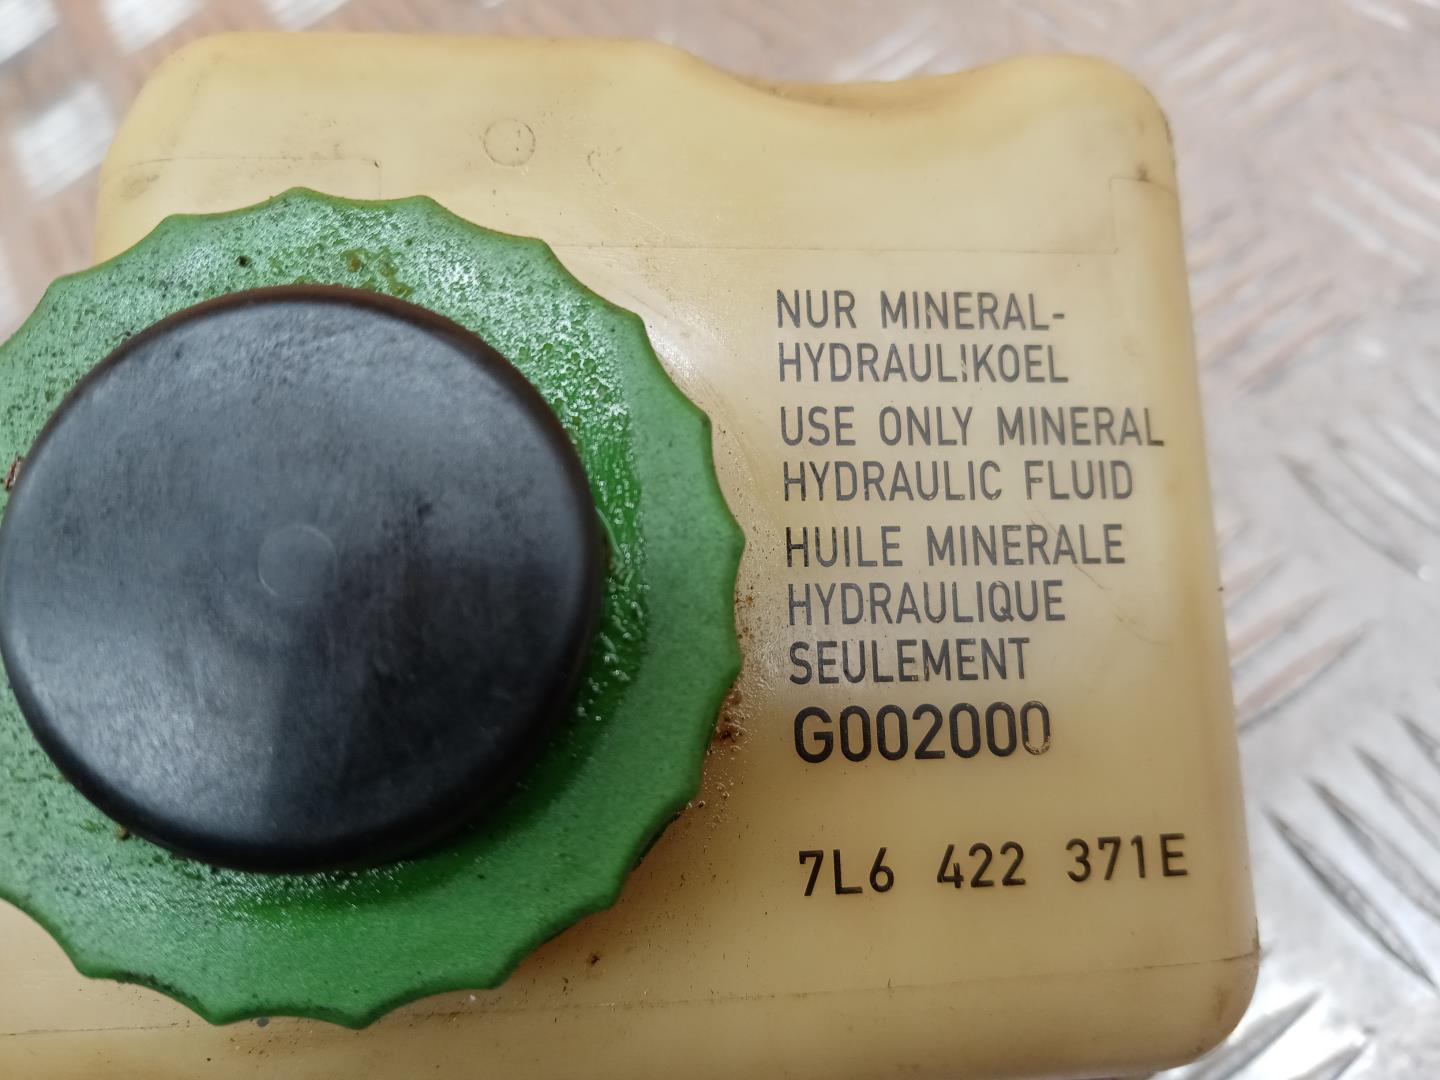 NUR MINERAL-
HYDRAULIKOEL
USE ONLY MINERAL
HYDRAULIC FLUID
HUILE MINERALE
HYDRAULIQUE
SEULEMENT
G002000
7L6 422 371E